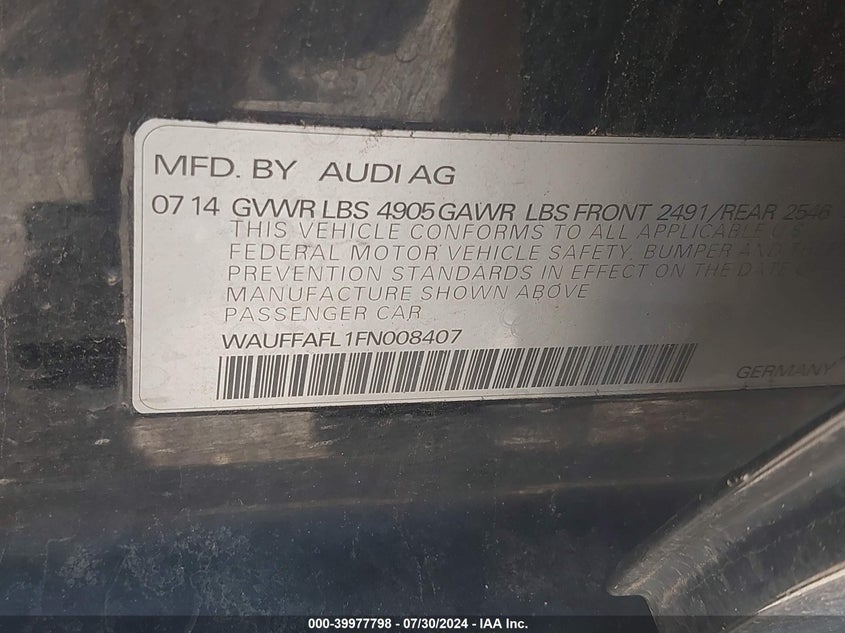 MFD. BY AUDI AG
07 14 GVWR LBS 4905 GAWR LBS FRONT 2491/REAR 2546
THIS VEHICLE CONFORMS TO ALL APPLICABLE U.S.
FEDERAL MOTOR VEHICLE SAFETY, BUMPER AND
PREVENTION STANDARDS IN EFFECT ON THE DATE
MANUFACTURE SHOWN ABOVE
PASSENGER CAR
WAUFFAFL1FN008407
GERMANY
000-39977798 - 07/30/2024 - IAA Inc.